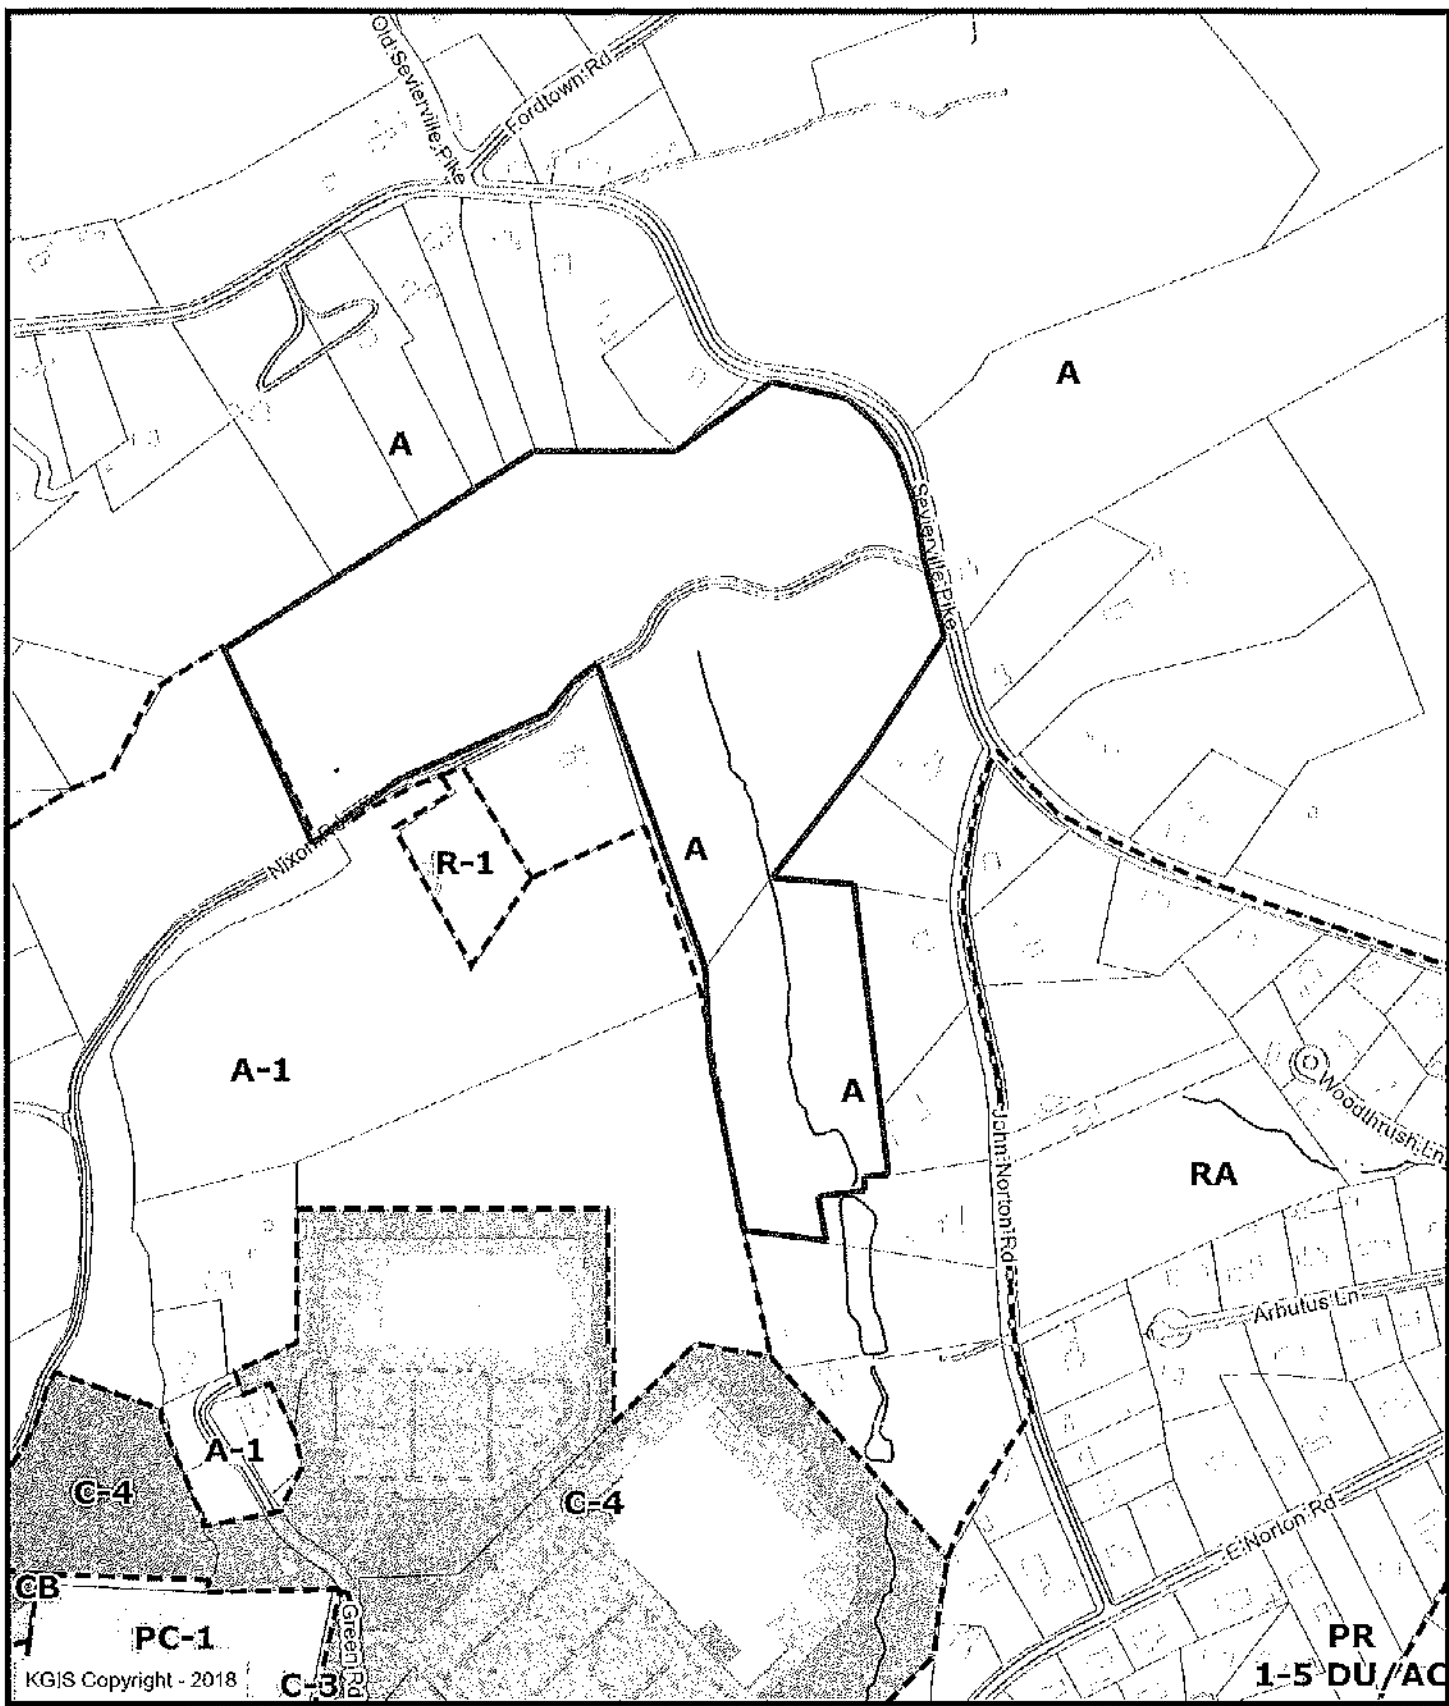 Old Sevierville Pike
Fordtown Rd
A
A
Sevierville Pike
Nixon Rd
R-1
A
A-1
A
Woodthrush Ln
John Norton Rd
RA
Arbutus Ln
A-1
C-4
C-4
E Norton Rd
CB
Green Rd
PC-1
PR
1-5 DU/AC
KGIS Copyright - 2018
C-3